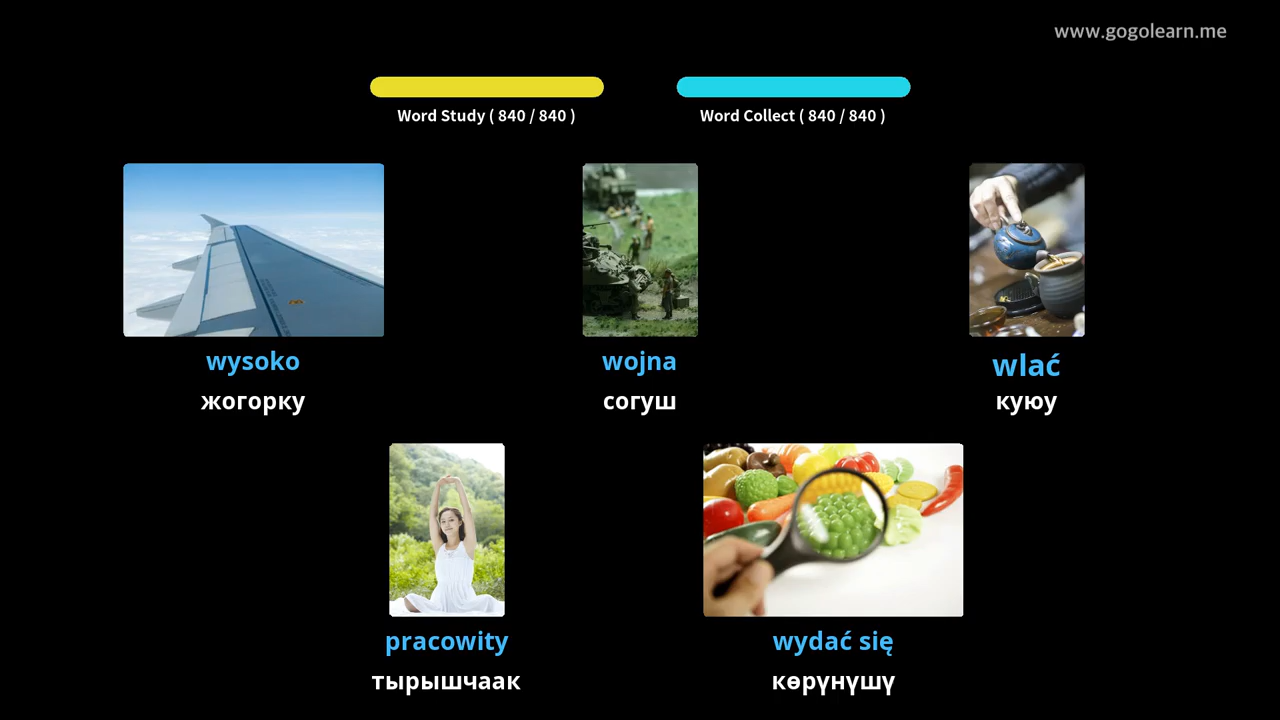 www.gogolearn.me
Word Study ( 840 / 840 )
Word Collect ( 840 / 840 )
wysoko
жогорку
wojna
согуш
wlać
куюу
pracowity
тырышчаак
wydać się
көрүнүшү